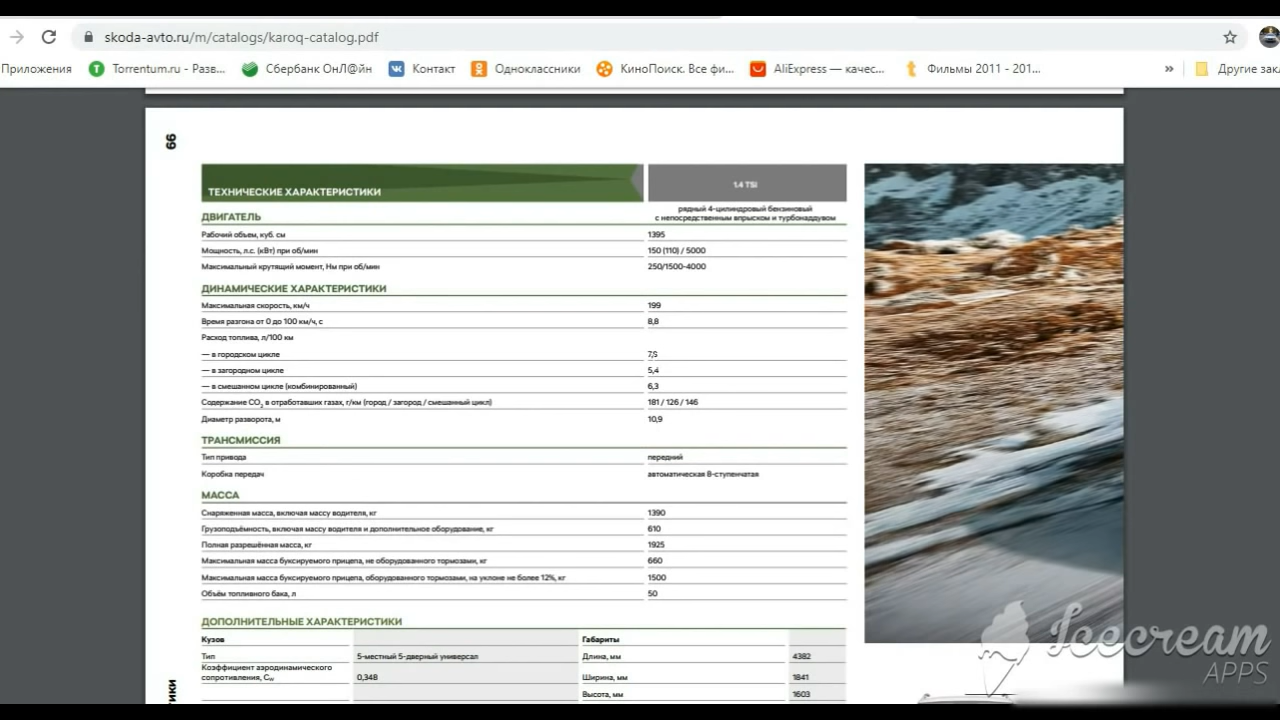 skoda-avto.ru/m/catalogs/karoq-catalog.pdf
Приложения Torrentum.ru - Разв... Сбербанк ОнЛ@йн Контакт Одноклассники КиноПоиск. Все фи... AliExpress — качес... Фильмы 2011 - 201... » Другие зак
66
ТЕХНИЧЕСКИЕ ХАРАКТЕРИСТИКИ 1.4 TSI
ДВИГАТЕЛЬ рядный 4-цилиндровый бензиновый
с непосредственным впрыском и турбонаддувом
Рабочий объем, куб. см 1395
Мощность, л.с. (кВт) при об/мин 150 (110) / 5000
Максимальный крутящий момент, Нм при об/мин 250/1500-4000
ДИНАМИЧЕСКИЕ ХАРАКТЕРИСТИКИ
Максимальная скорость, км/ч 199
Время разгона от 0 до 100 км/ч, с 8,8
Расход топлива, л/100 км
— в городском цикле 7,5
— в загородном цикле 5,4
— в смешанном цикле (комбинированный) 6,3
Содержание CO2 в отработавших газах, г/км (город / загород / смешанный цикл) 181 / 126 / 146
Диаметр разворота, м 10,9
ТРАНСМИССИЯ
Тип привода передний
Коробка передач автоматическая 8-ступенчатая
МАССА
Снаряженная масса, включая массу водителя, кг 1390
Грузоподъёмность, включая массу водителя и дополнительное оборудование, кг 610
Полная разрешённая масса, кг 1925
Максимальная масса буксируемого прицепа, не оборудованного тормозами, кг 660
Максимальная масса буксируемого прицепа, оборудованного тормозами, на уклоне не более 12%, кг 1500
Объём топливного бака, л 50
ДОПОЛНИТЕЛЬНЫЕ ХАРАКТЕРИСТИКИ
Кузов Габариты
Тип 5-местный 5-дверный универсал Длина, мм 4382
Коэффициент аэродинамического
сопротивления, Cw 0,348 Ширина, мм 1841
Высота, мм 1603
тики
Icecream
APPS